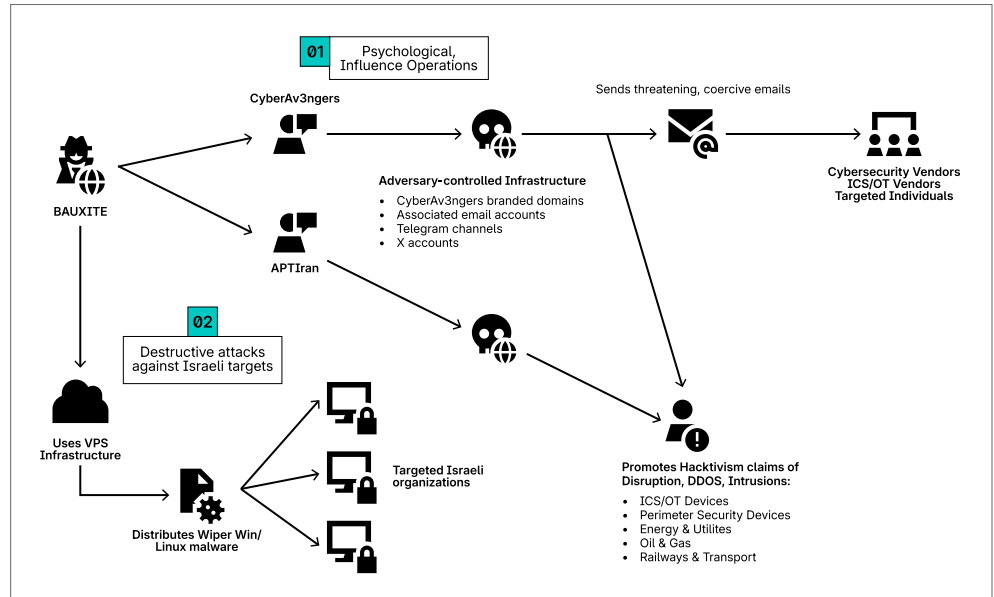 01
Psychological,
Influence Operations
CyberAv3ngers
Sends threatening, coercive emails
BAUXITE
Adversary-controlled Infrastructure
• CyberAv3ngers branded domains
• Associated email accounts
• Telegram channels
• X accounts
Cybersecurity Vendors
ICS/OT Vendors
Targeted Individuals
APTIran
02
Destructive attacks
against Israeli targets
Uses VPS
Infrastructure
Distributes Wiper Win/
Linux malware
Targeted Israeli
organizations
Promotes Hacktivism claims of
Disruption, DDOS, Intrusions:
• ICS/OT Devices
• Perimeter Security Devices
• Energy & Utilites
• Oil & Gas
• Railways & Transport